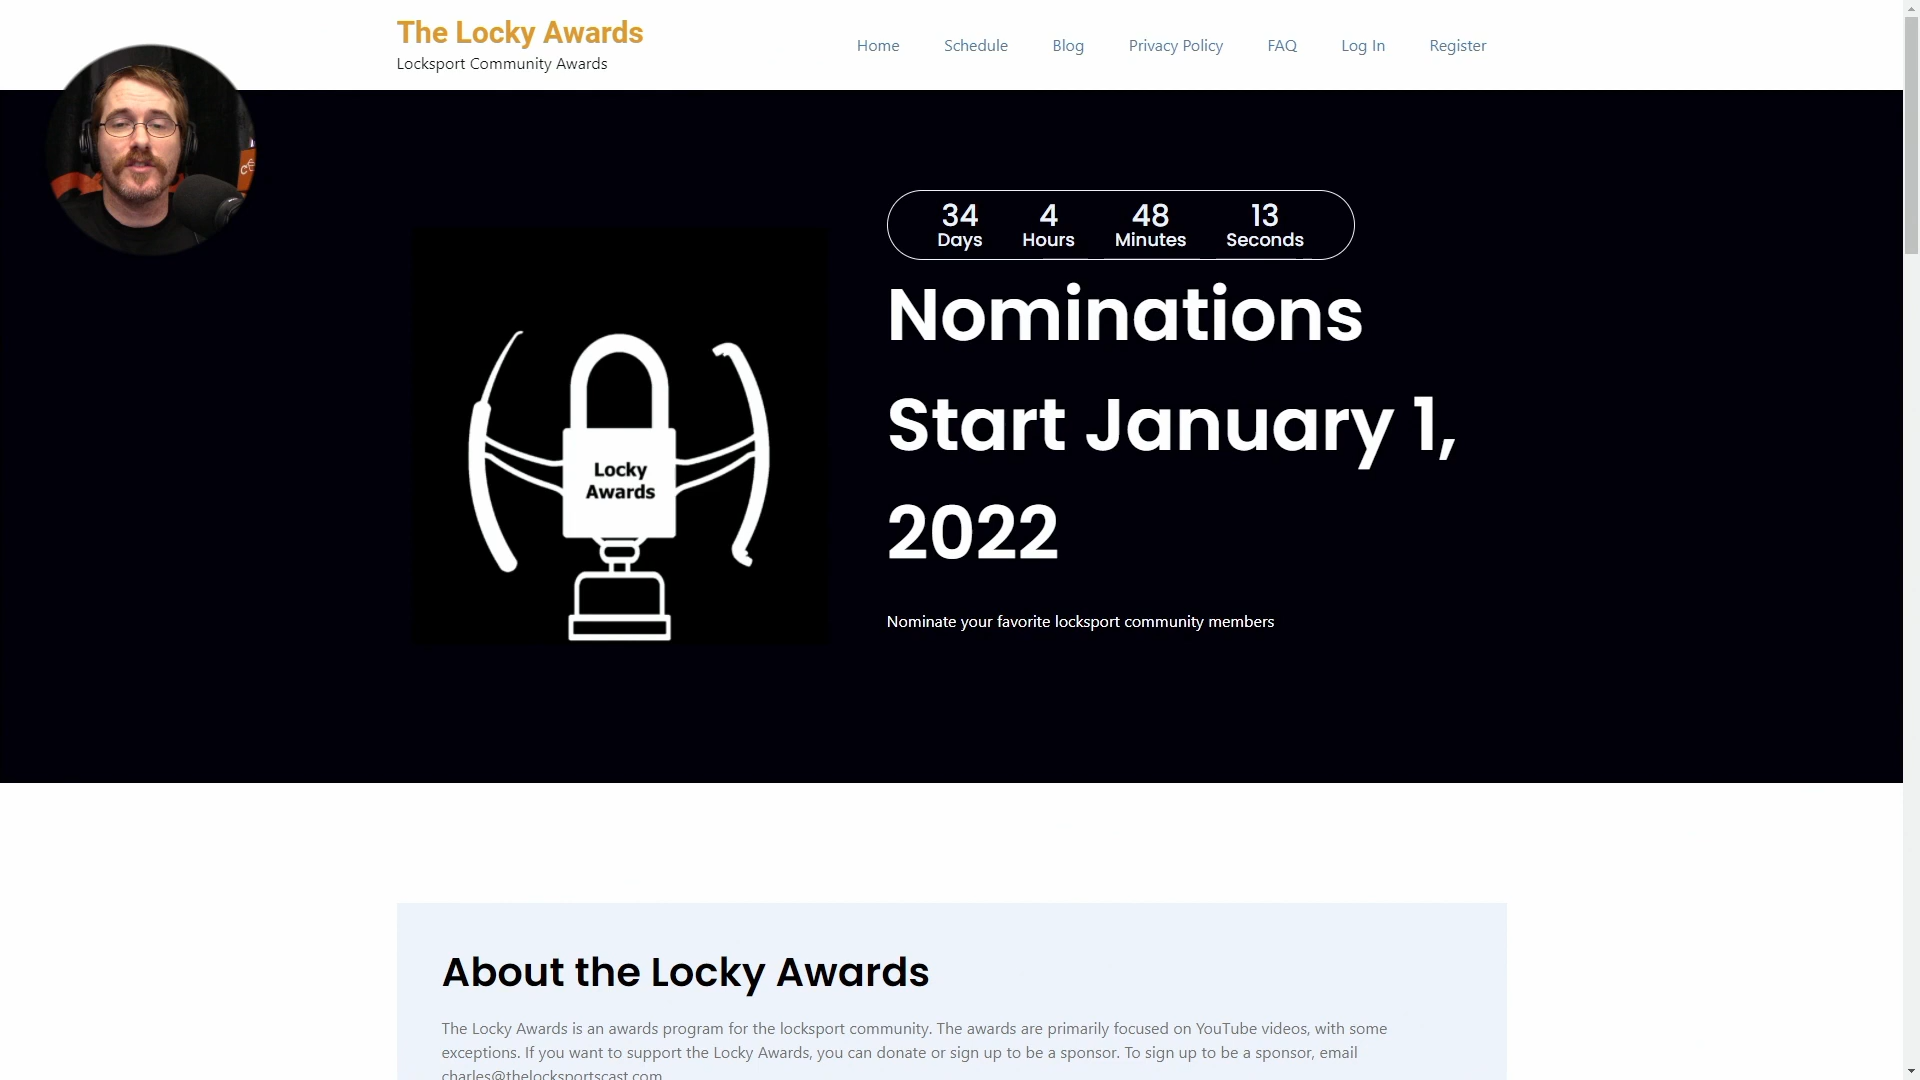 The Locky Awards
Locksport Community Awards
Home Schedule Blog Privacy Policy FAQ Log In Register
34 4 48 13
Days Hours Minutes Seconds
Nominations
Start January 1,
2022
Nominate your favorite locksport community members
Locky
Awards
About the Locky Awards
The Locky Awards is an awards program for the locksport community. The awards are primarily focused on YouTube videos, with some
exceptions. If you want to support the Locky Awards, you can donate or sign up to be a sponsor. To sign up to be a sponsor, email
charles@thelocksportscast.com